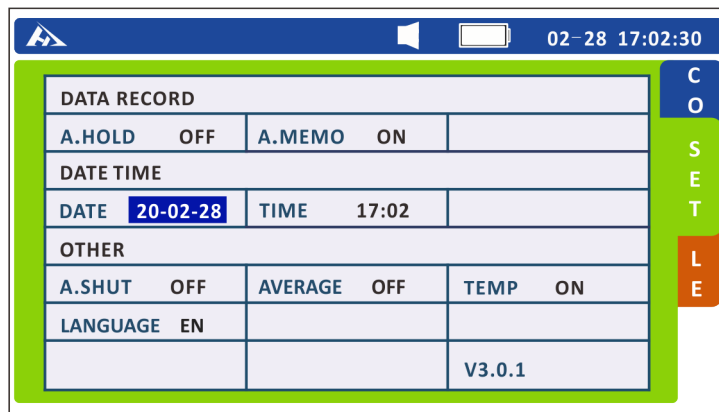 02-28 17:02:30
DATA RECORD
A.HOLD OFF A.MEMO ON
DATE TIME
DATE 20-02-28 TIME 17:02
OTHER
A.SHUT OFF AVERAGE OFF TEMP ON
LANGUAGE EN
V3.0.1
CO
SET
LE